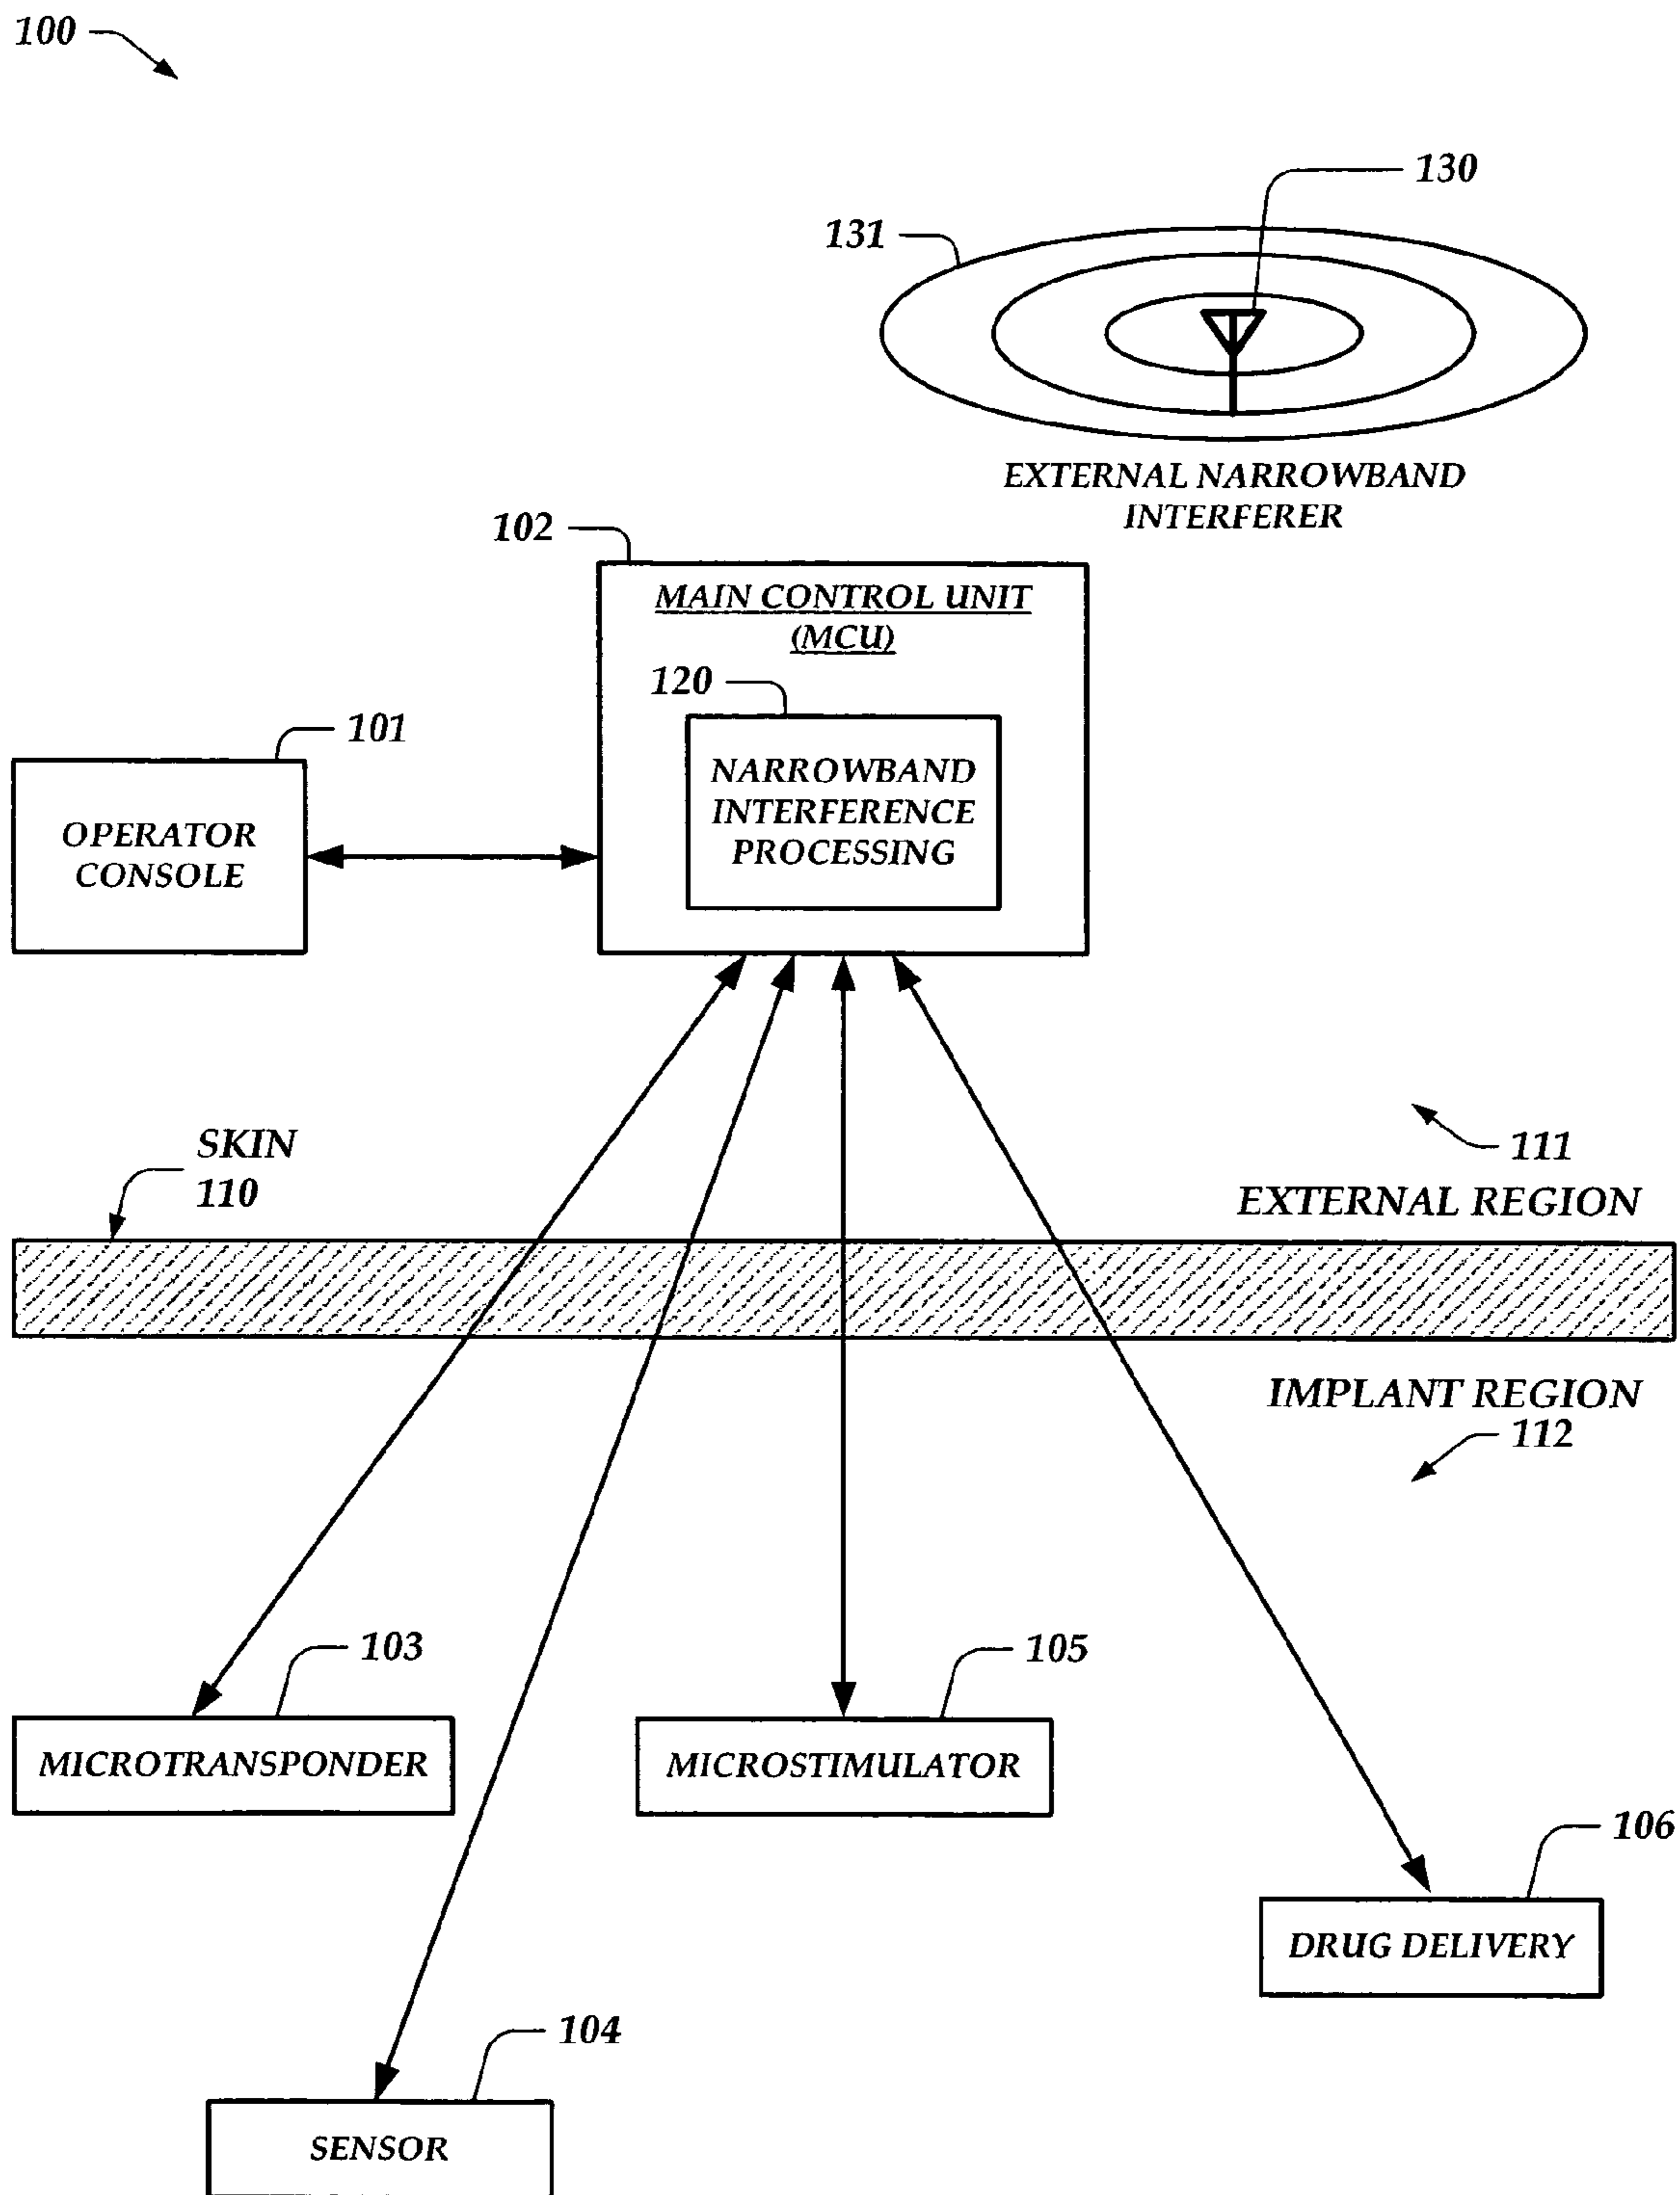 100
130
131
EXTERNAL NARROWBAND
INTERFERER
102
MAIN CONTROL UNIT
(MCU)
120
NARROWBAND
INTERFERENCE
PROCESSING
101
OPERATOR
CONSOLE
SKIN
110
111
EXTERNAL REGION
IMPLANT REGION
112
103
MICROTRANSPONDER
105
MICROSTIMULATOR
106
DRUG DELIVERY
104
SENSOR